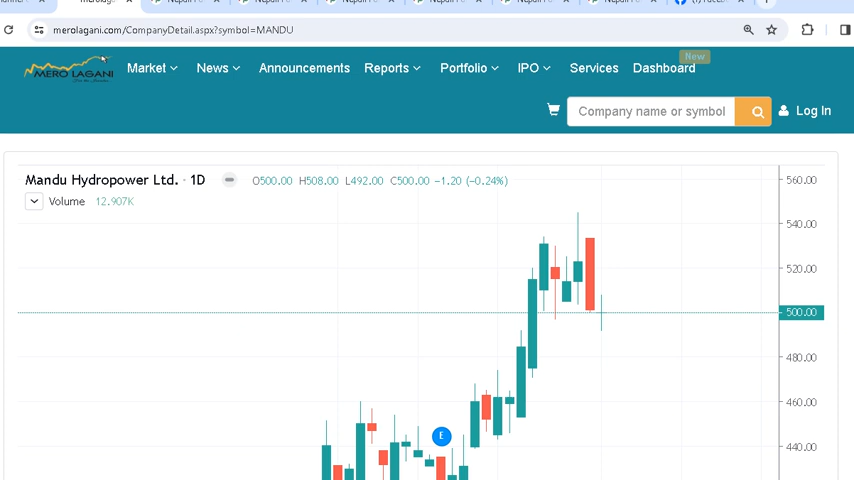 merolagani.com/CompanyDetail.aspx?symbol=MANDU
MERO LAGANI
Market
News
Announcements
Reports
Portfolio
IPO
Services
Dashboard
New
Company name or symbol
Log In
Mandu Hydropower Ltd. · 1D
O500.00 H508.00 L492.00 C500.00 −1.20 (−0.24%)
Volume 12.907K
560.00
540.00
520.00
500.00
480.00
460.00
440.00
E